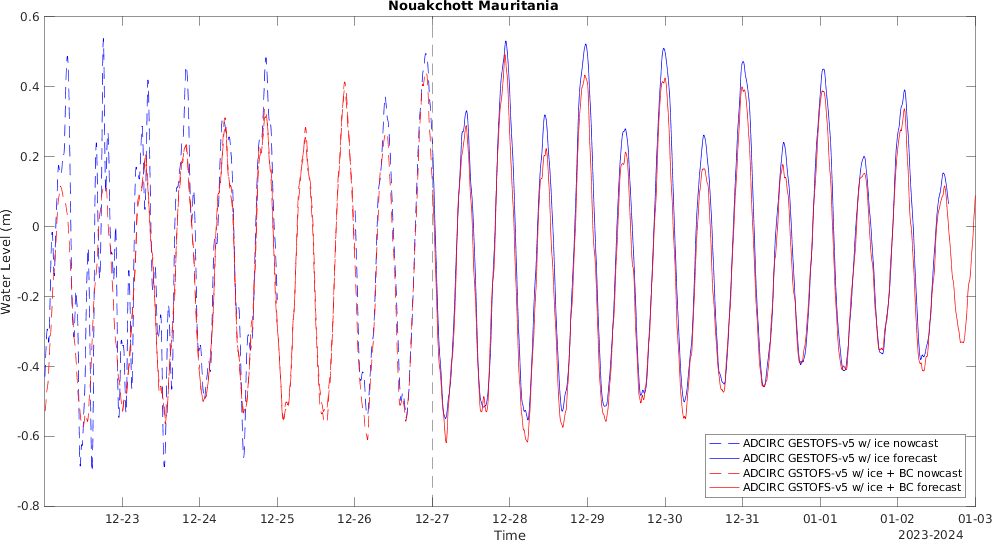 Nouakchott Mauritania
0.6
0.4
0.2
0
-0.2
-0.4
-0.6
-0.8
Water Level (m)
ADCIRC GESTOFS-v5 w/ ice nowcast
ADCIRC GESTOFS-v5 w/ ice forecast
ADCIRC GSTOFS-v5 w/ ice + BC nowcast
ADCIRC GSTOFS-v5 w/ ice + BC forecast
12-23 12-24 12-25 12-26 12-27 12-28 12-29 12-30 12-31 01-01 01-02 01-03
Time
2023-2024